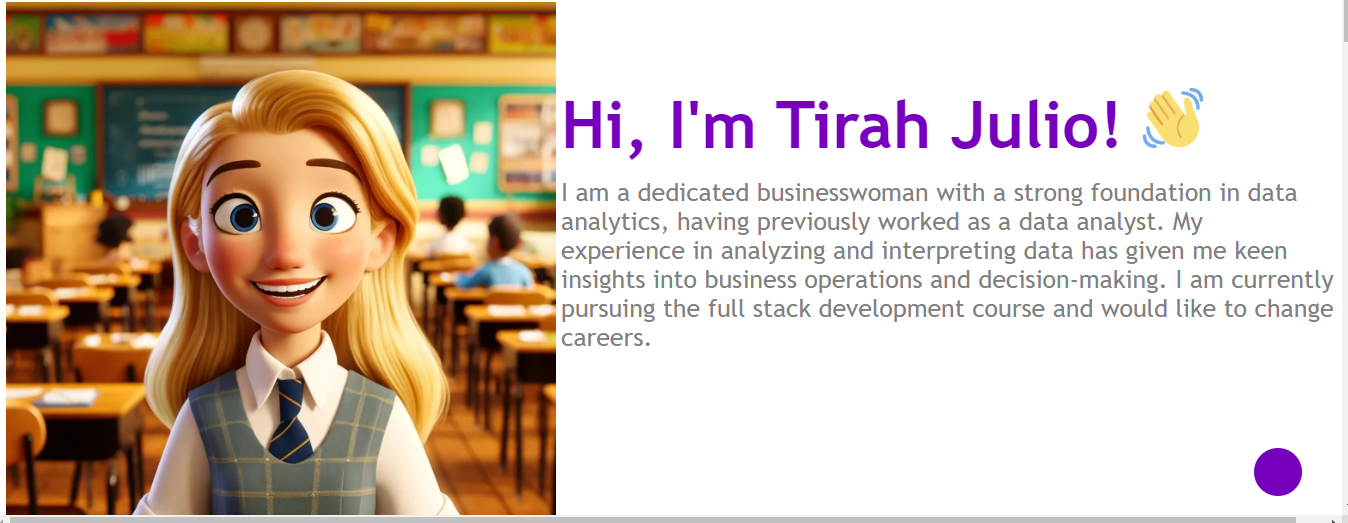 Hi, I'm Tirah Julio! 👋
I am a dedicated businesswoman with a strong foundation in data
analytics, having previously worked as a data analyst. My
experience in analyzing and interpreting data has given me keen
insights into business operations and decision-making. I am currently
pursuing the full stack development course and would like to change
careers.